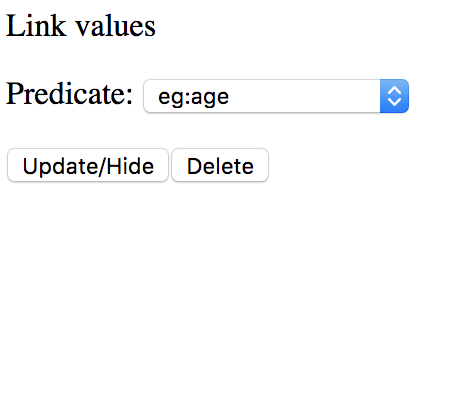 Link values
Predicate: eg:age
Update/Hide Delete